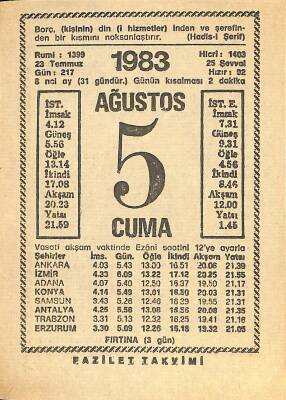 Borç, (kişinin) din (i hizmetler) inden ve şerefin-
den bir kısmını noksanlaştırır. (Hadis-i Şerif)
Rumi : 1399
23 Temmuz
Gün : 217
1983
Hicri : 1403
25 Şevval
Hızır : 92
8 nci ay (31 gündür.) Günün kısalması 2 dakika
AĞUSTOS
İST.
İmsak
4.12
Güneş
5.56
Öğle
13.14
İkindi
17.08
Akşam
20.23
Yatsı
21.59
5
İST. E.
İmsak
7.31
Güneş
9.31
Öğle
4.56
İkindi
8.46
Akşam
12.00
Yatsı
1.45
CUMA
Vasati akşam vaktinde Ezâni saatini 12'ye ayarla
Şehirler İms. Gün. Öğle İkindi Akşam Yatsı
ANKARA 4.03 5.43 13.00 16.51 20.06 21.39
İZMİR 4.33 6.09 13.22 17.12 20.25 21.55
ADANA 4.07 5.40 12.50 16.37 19.50 21.17
KONYA 4.14 5.49 13.01 16.50 20.03 21.31
SAMSUN 3.43 5.26 12.46 16.39 19.55 21.31
ANTALYA 4.25 5.58 13.08 16.56 20.08 21.35
TRABZON 3.31 5.13 12.32 16.25 19.41 21.16
ERZURUM 3.30 5.09 12.26 16.18 19.32 21.05
FIRTINA (3 gün)
FAZİLET TAKVİMİ